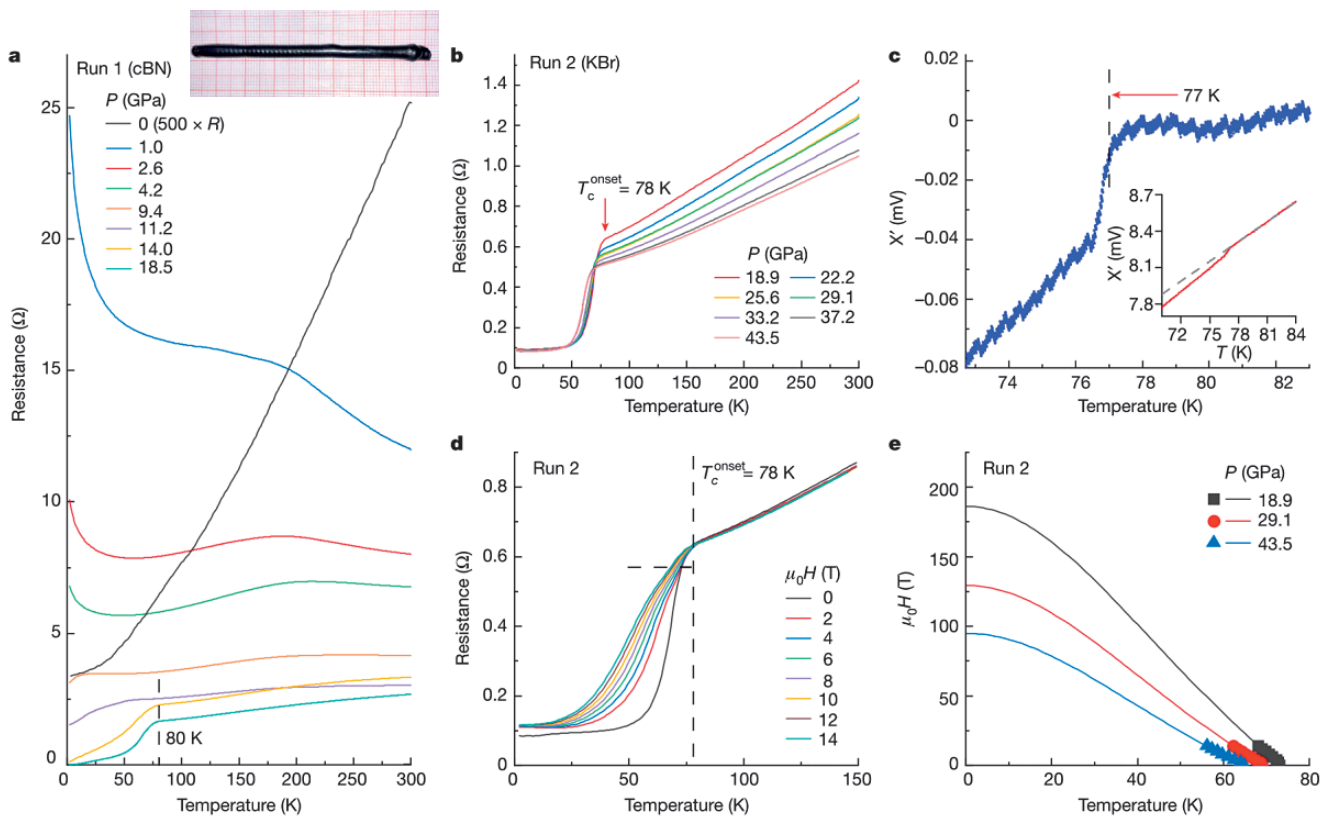 a
Run 1 (cBN)
P (GPa)
0 (500 × R)
1.0
2.6
4.2
9.4
11.2
14.0
18.5
25
20
15
10
5
0
80 K
0 50 100 150 200 250 300
Resistance (Ω)
Temperature (K)
b
Run 2 (KBr)
1.4
1.2
1.0
0.8
0.6
0.4
0.2
0
T_c^onset = 78 K
P (GPa)
18.9 22.2
25.6 29.1
33.2 37.2
43.5
0 50 100 150 200 250 300
Resistance (Ω)
Temperature (K)
c
0.02
0
−0.02
−0.04
−0.06
−0.08
77 K
X′ (mV)
8.7
8.4
8.1
7.8
X′ (mV)
72 75 78 81 84
T (K)
74 76 78 80 82
Temperature (K)
d
Run 2
T_c^onset = 78 K
0.8
0.6
0.4
0.2
0
μ₀H (T)
0
2
4
6
8
10
12
14
0 50 100 150
Resistance (Ω)
Temperature (K)
e
Run 2
P (GPa)
18.9
29.1
43.5
200
150
100
50
0
μ₀H (T)
0 20 40 60 80
Temperature (K)